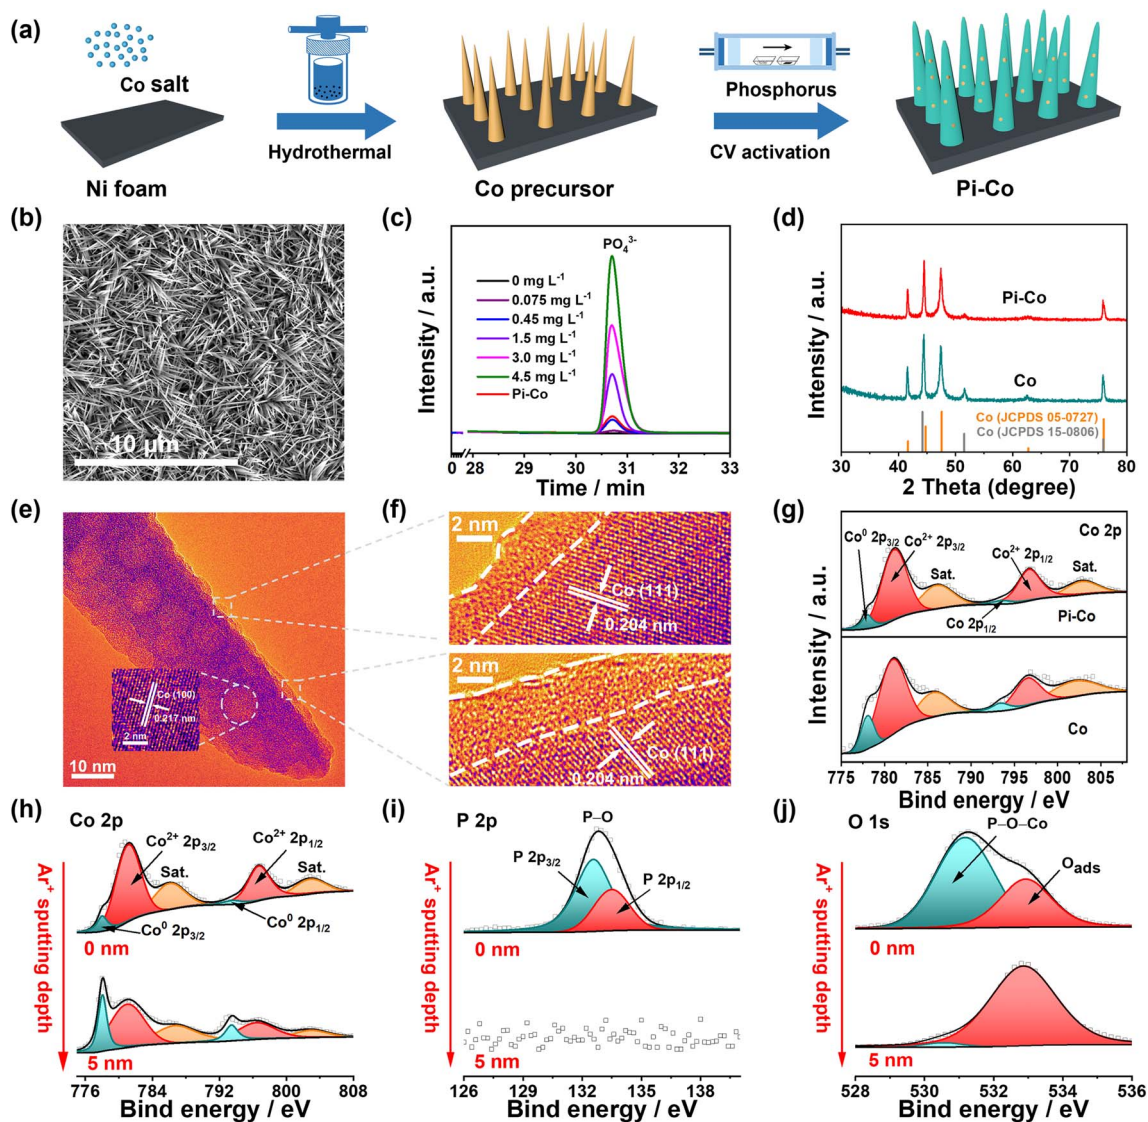 (a)
Co salt
Ni foam
Hydrothermal
Co precursor
Phosphorus
CV activation
Pi-Co
(b)
10 µm
(c)
Intensity / a.u.
PO₄³⁻
0 mg L⁻¹
0.075 mg L⁻¹
0.45 mg L⁻¹
1.5 mg L⁻¹
3.0 mg L⁻¹
4.5 mg L⁻¹
Pi-Co
0 28 29 30 31 32 33
Time / min
(d)
Intensity / a.u.
Pi-Co
Co
Co (JCPDS 05-0727)
Co (JCPDS 15-0806)
30 40 50 60 70 80
2 Theta (degree)
(e)
Co (100)
0.217 nm
2 nm
10 nm
(f)
2 nm
Co (111)
0.204 nm
2 nm
Co (111)
0.204 nm
(g)
Intensity / a.u.
Co 2p
Co⁰ 2p₃/₂
Co²⁺ 2p₃/₂
Sat.
Co²⁺ 2p₁/₂
Sat.
Co 2p₁/₂
Pi-Co
Co
775 780 785 790 795 800 805
Bind energy / eV
(h)
Co 2p
Ar⁺ sputting depth
Co²⁺ 2p₃/₂
Sat.
Co²⁺ 2p₁/₂
Sat.
Co⁰ 2p₃/₂
Co⁰ 2p₁/₂
0 nm
5 nm
776 784 792 800 808
Bind energy / eV
(i)
P 2p
Ar⁺ sputting depth
P–O
P 2p₃/₂
P 2p₁/₂
0 nm
5 nm
126 129 132 135 138
Bind energy / eV
(j)
O 1s
Ar⁺ sputting depth
P–O–Co
Oads
0 nm
5 nm
528 530 532 534 536
Bind energy / eV